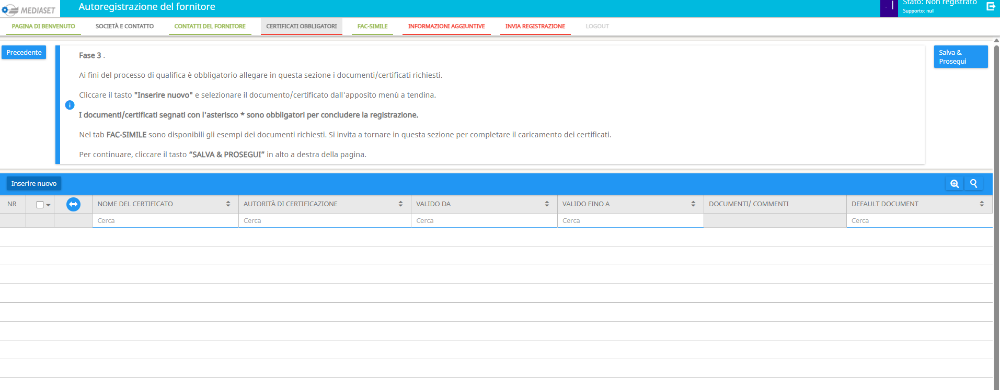 MEDIASET
Autoregistrazione del fornitore
- |
Stato: Non registrato
Supporto: null
PAGINA DI BENVENUTO
SOCIETÀ E CONTATTO
CONTATTI DEL FORNITORE
CERTIFICATI OBBLIGATORI
FAC-SIMILE
INFORMAZIONI AGGIUNTIVE
INVIA REGISTRAZIONE
LOGOUT
Precedente
Fase 3 .
Ai fini del processo di qualifica è obbligatorio allegare in questa sezione i documenti/certificati richiesti.
Cliccare il tasto "Inserire nuovo" e selezionare il documento/certificato dall'apposito menù a tendina.
I documenti/certificati segnati con l'asterisco * sono obbligatori per concludere la registrazione.
Nel tab FAC-SIMILE sono disponibili gli esempi dei documenti richiesti. Si invita a tornare in questa sezione per completare il caricamento dei certificati.
Per continuare, cliccare il tasto “SALVA & PROSEGUI” in alto a destra della pagina.
Salva &
Prosegui
Inserire nuovo
NR
NOME DEL CERTIFICATO
AUTORITÀ DI CERTIFICAZIONE
VALIDO DA
VALIDO FINO A
DOCUMENTI/ COMMENTI
DEFAULT DOCUMENT
Cerca
Cerca
Cerca
Cerca
Cerca